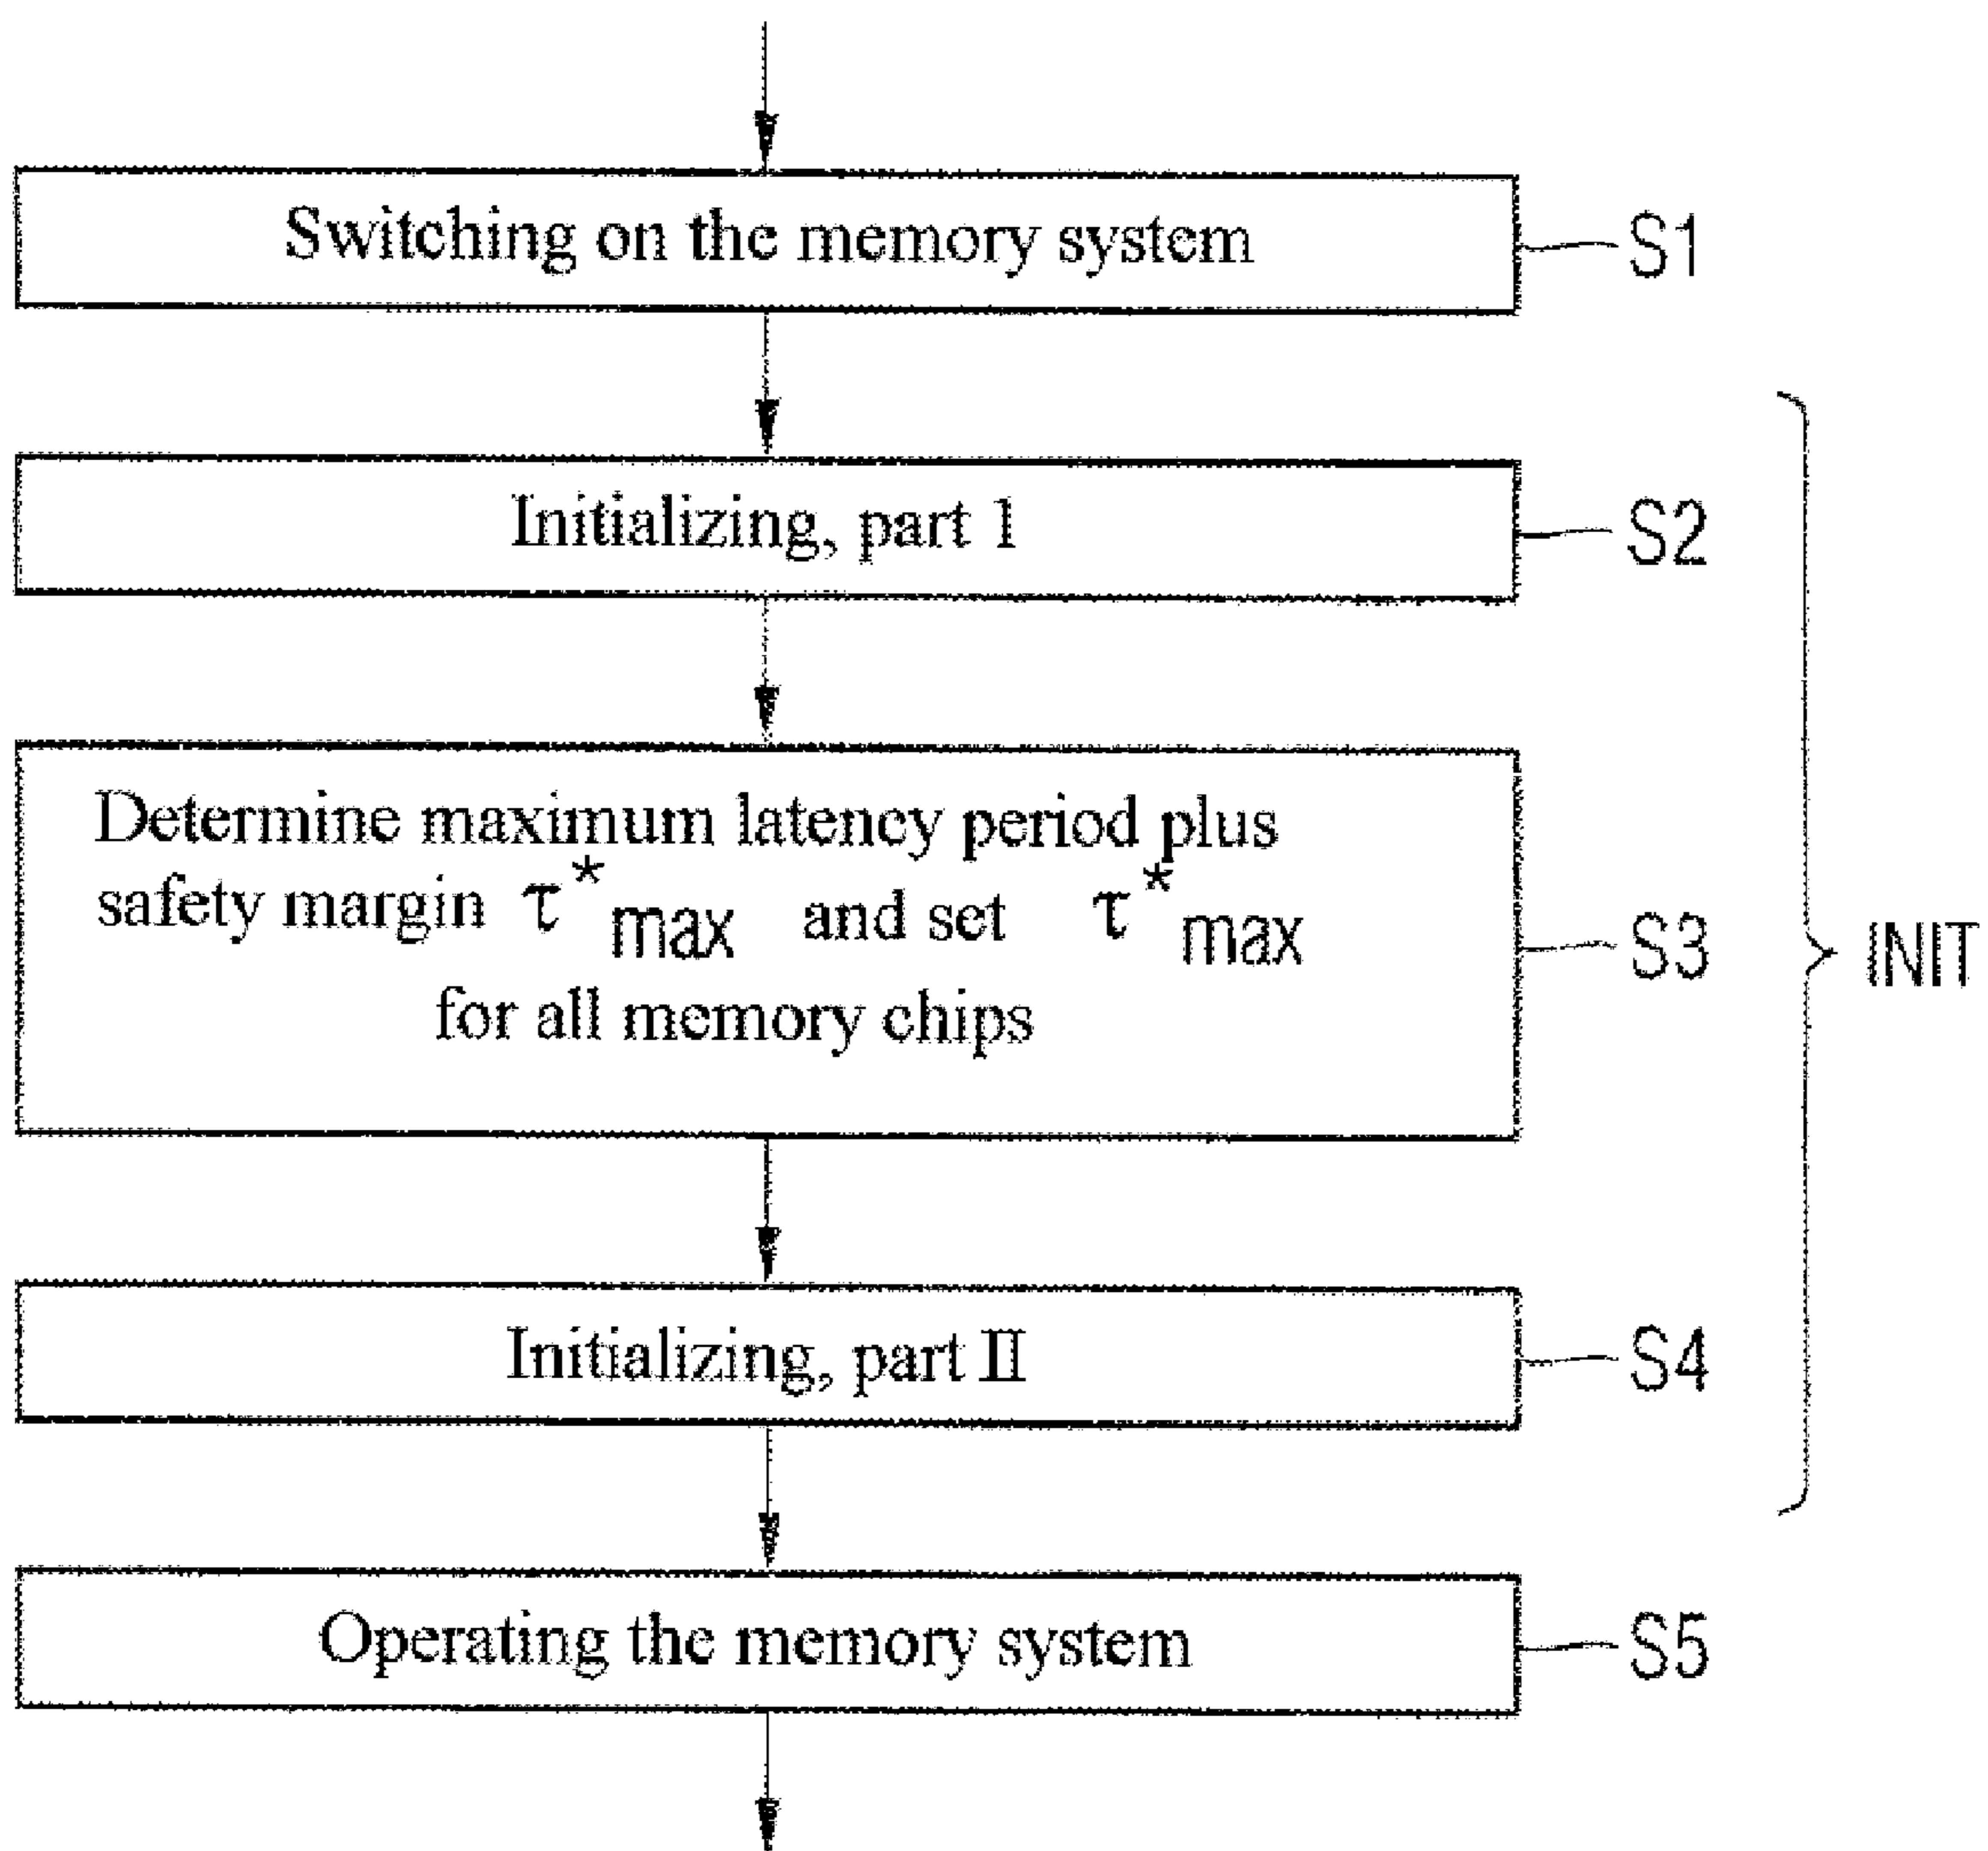 Switching on the memory system
S1
Initializing, part 1
S2
Determine maximum latency period plus
safety margin τ*max and set τ*max
for all memory chips
S3
INIT
Initializing, part II
S4
Operating the memory system
S5